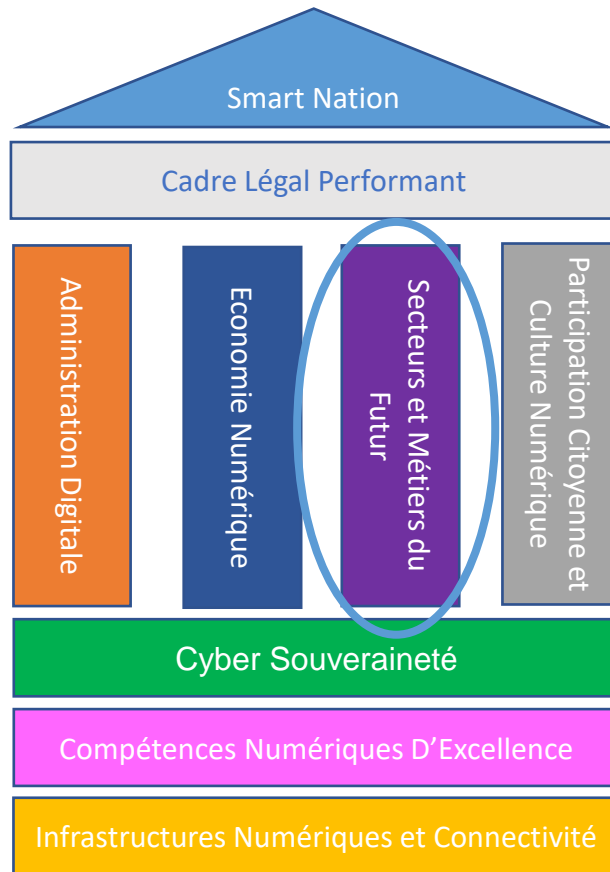 Smart Nation
Cadre Légal Performant
Administration Digitale
Economie Numérique
Secteurs et Métiers du
Futur
Participation Citoyenne et
Culture Numérique
Cyber Souveraineté
Compétences Numériques D’Excellence
Infrastructures Numériques et Connectivité